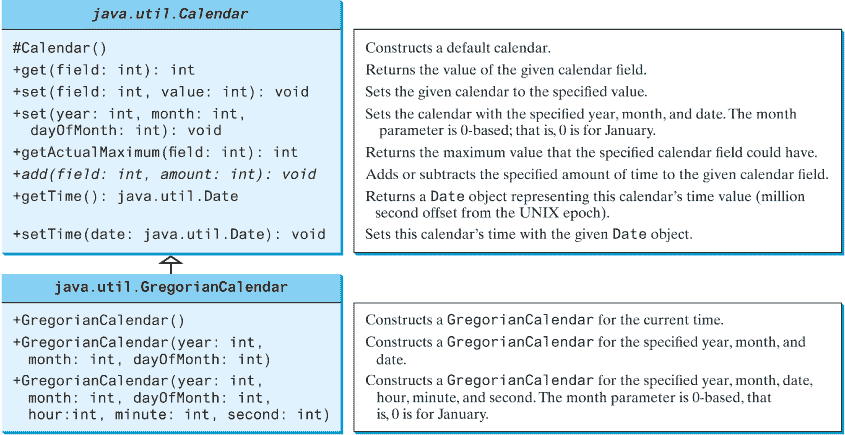 java.util.Calendar
#Calendar()
Constructs a default calendar.
+get(field: int): int
Returns the value of the given calendar field.
+set(field: int, value: int): void
Sets the given calendar to the specified value.
+set(year: int, month: int,
dayOfMonth: int): void
Sets the calendar with the specified year, month, and date. The month
parameter is 0-based; that is, 0 is for January.
+getActualMaximum(field: int): int
Returns the maximum value that the specified calendar field could have.
+add(field: int, amount: int): void
Adds or subtracts the specified amount of time to the given calendar field.
+getTime(): java.util.Date
Returns a Date object representing this calendar's time value (million
second offset from the UNIX epoch).
+setTime(date: java.util.Date): void
Sets this calendar's time with the given Date object.
java.util.GregorianCalendar
+GregorianCalendar()
Constructs a GregorianCalendar for the current time.
+GregorianCalendar(year: int,
month: int, dayOfMonth: int)
Constructs a GregorianCalendar for the specified year, month, and
date.
+GregorianCalendar(year: int,
month: int, dayOfMonth: int,
hour:int, minute: int, second: int)
Constructs a GregorianCalendar for the specified year, month, date,
hour, minute, and second. The month parameter is 0-based, that
is, 0 is for January.